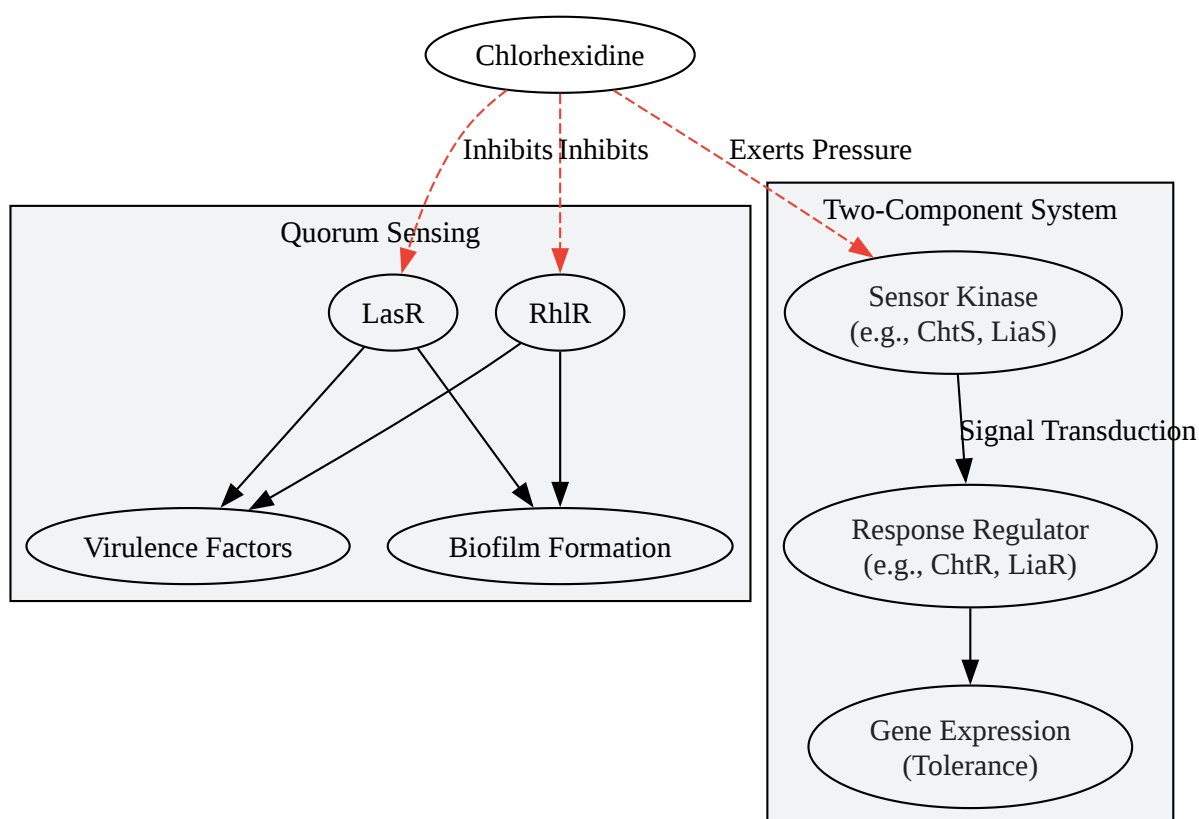 Chlorhexidine
Inhibits
Inhibits
Exerts Pressure
Quorum Sensing
Two-Component System
LasR
RhlR
Sensor Kinase
(e.g., ChtS, LiaS)
Signal Transduction
Virulence Factors
Biofilm Formation
Response Regulator
(e.g., ChtR, LiaR)
Gene Expression
(Tolerance)